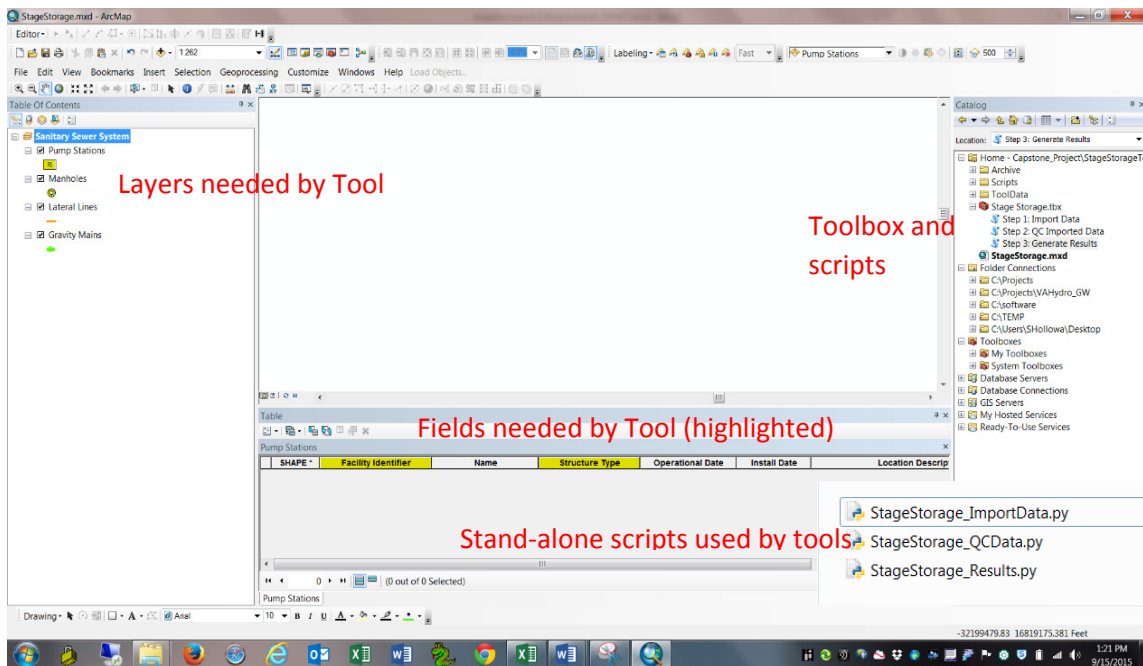 StageStorage.mxd - ArcMap
Editor
1:262
Labeling
Fast
Pump Stations
500
File Edit View Bookmarks Insert Selection Geoprocessing Customize Windows Help Load Objects...
Table Of Contents
Sanitary Sewer System
Pump Stations
Manholes
Lateral Lines
Gravity Mains
Layers needed by Tool
Toolbox and
scripts
Catalog
Location: Step 3: Generate Results
Home - Capstone_Project\StageStorageT
Archive
Scripts
ToolData
Stage Storage.tbx
Step 1: Import Data
Step 2: QC Imported Data
Step 3: Generate Results
StageStorage.mxd
Folder Connections
C:\Projects
C:\Projects\VAHydro_GW
C:\software
C:\TEMP
C:\Users\SHollowa\Desktop
Toolboxes
My Toolboxes
System Toolboxes
Database Servers
Database Connections
GIS Servers
My Hosted Services
Ready-To-Use Services
Table
Fields needed by Tool (highlighted)
Pump Stations
SHAPE * Facility Identifier Name Structure Type Operational Date Install Date Location Descrip
Stand-alone scripts used by tools
StageStorage_ImportData.py
StageStorage_QCData.py
StageStorage_Results.py
0 (0 out of 0 Selected)
Pump Stations
Drawing A Arial 10 B I U A
-32199479.83 16819175.381 Feet
1:21 PM
9/15/2015